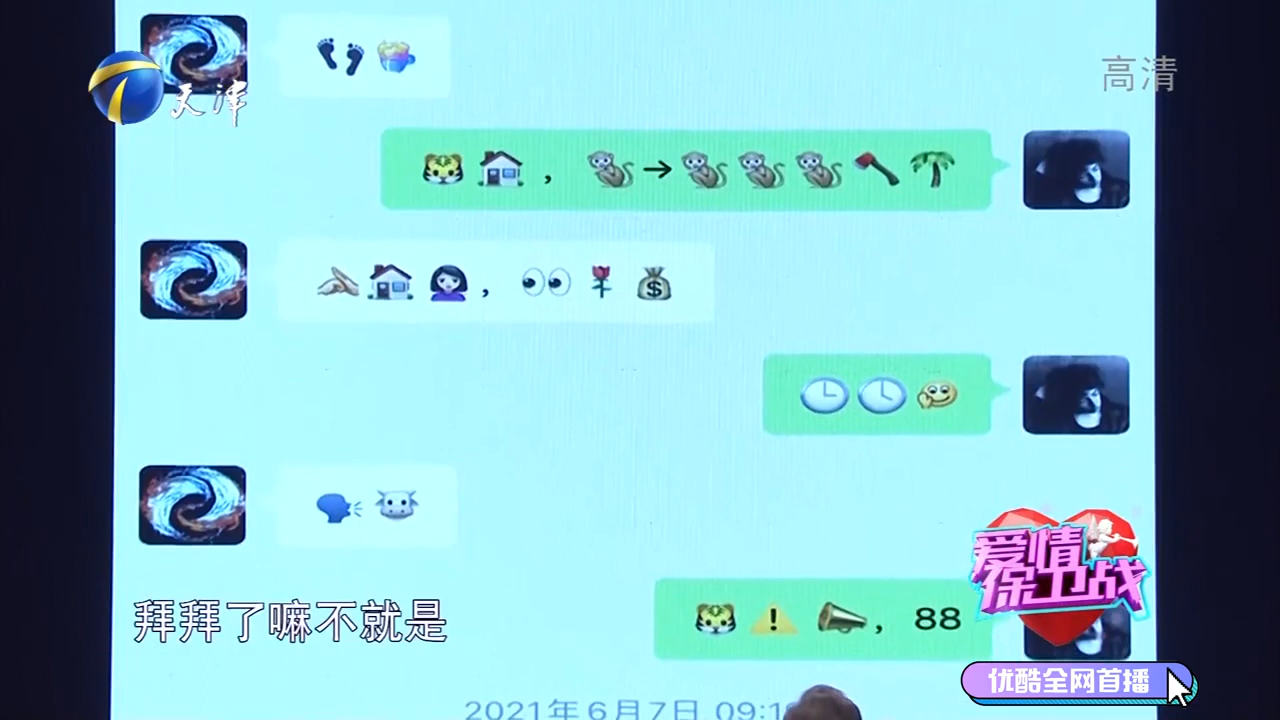 天津
高清
,
$
,
, 88
爱情
保卫战
拜拜了嘛不就是
优酷全网首播
2021年6月7日 09:1